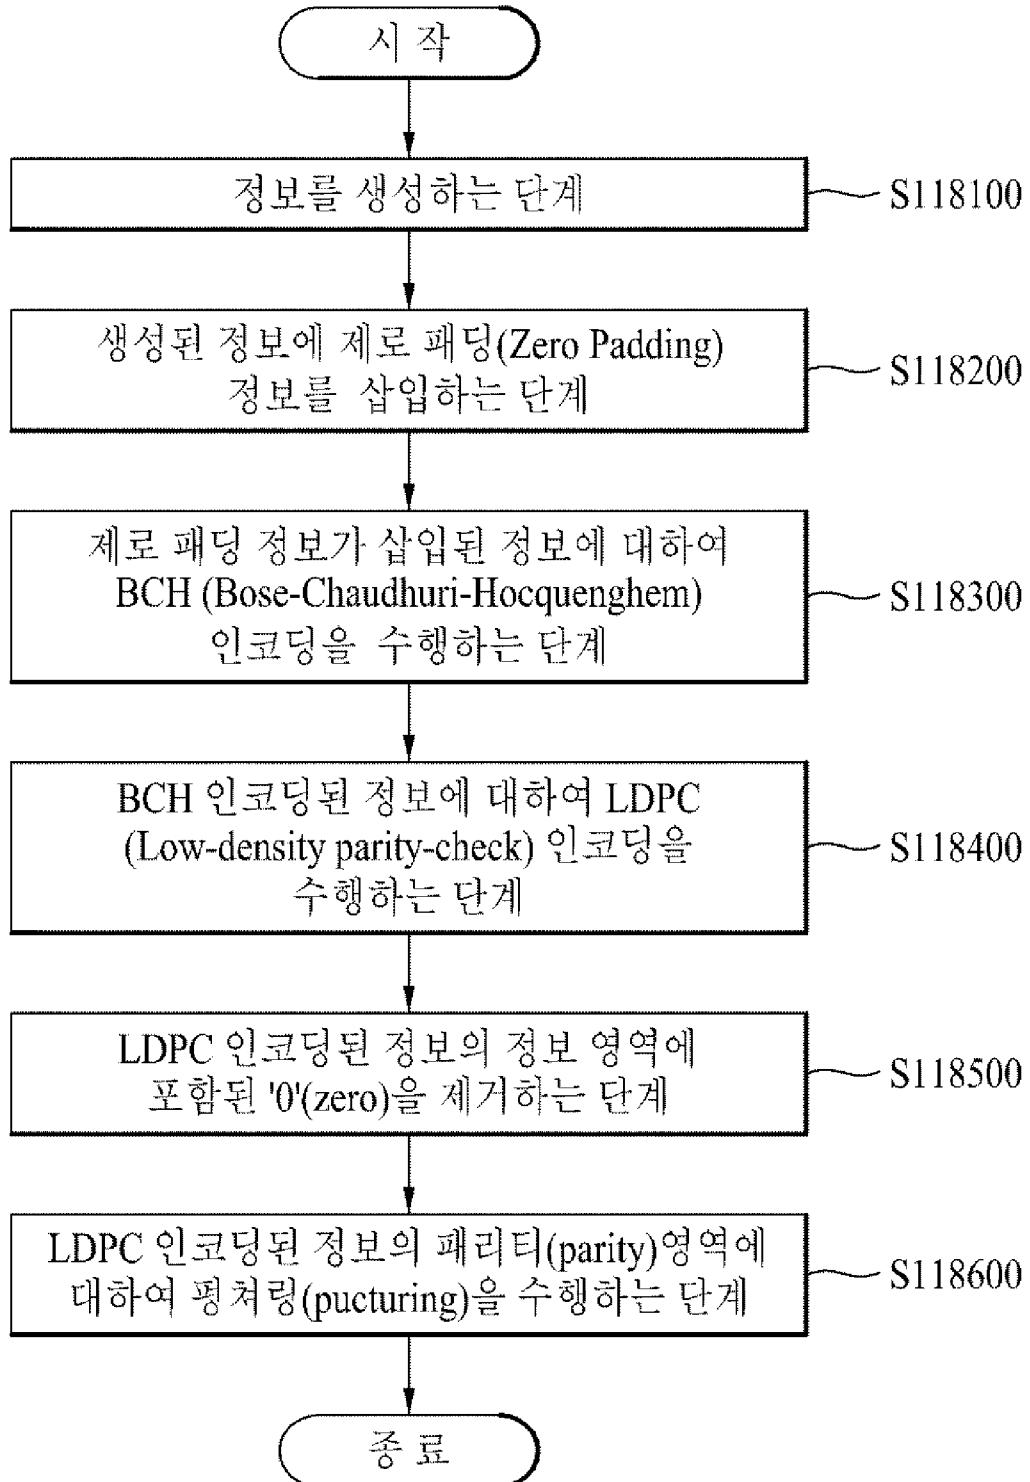 시 작
정보를 생성하는 단계
S118100
생성된 정보에 제로 패딩(Zero Padding)
정보를 삽입하는 단계
S118200
제로 패딩 정보가 삽입된 정보에 대하여
BCH (Bose-Chaudhuri-Hocquenghem)
인코딩을 수행하는 단계
S118300
BCH 인코딩된 정보에 대하여 LDPC
(Low-density parity-check) 인코딩을
수행하는 단계
S118400
LDPC 인코딩된 정보의 정보 영역에
포함된 '0'(zero)을 제거하는 단계
S118500
LDPC 인코딩된 정보의 패리티(parity)영역에
대하여 펑쳐링(pucturing)을 수행하는 단계
S118600
종 료